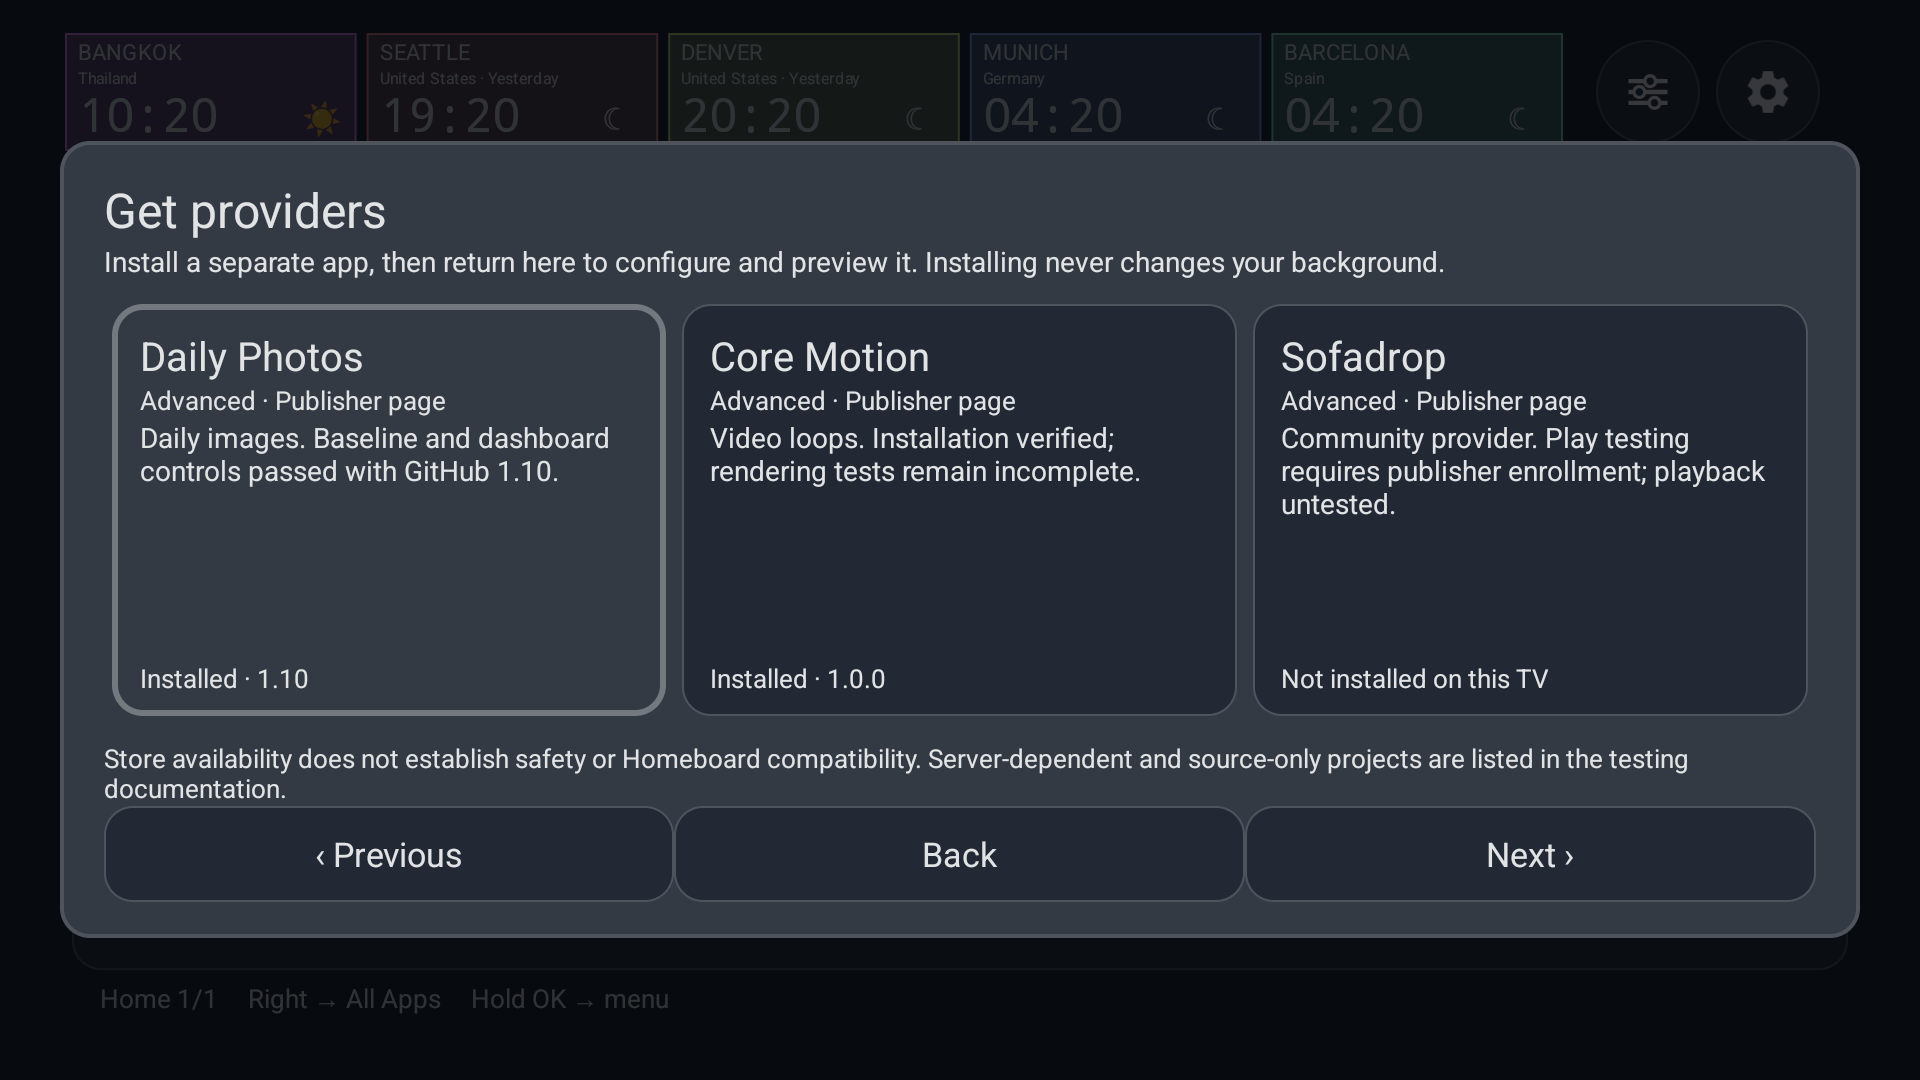 BANGKOK
Thailand
10:20
SEATTLE
United States · Yesterday
19:20
DENVER
United States · Yesterday
20:20
MUNICH
Germany
04:20
BARCELONA
Spain
04:20
Get providers
Install a separate app, then return here to configure and preview it. Installing never changes your background.
Daily Photos
Advanced · Publisher page
Daily images. Baseline and dashboard
controls passed with GitHub 1.10.
Installed · 1.10
Core Motion
Advanced · Publisher page
Video loops. Installation verified;
rendering tests remain incomplete.
Installed · 1.0.0
Sofadrop
Advanced · Publisher page
Community provider. Play testing
requires publisher enrollment; playback
untested.
Not installed on this TV
Store availability does not establish safety or Homeboard compatibility. Server-dependent and source-only projects are listed in the testing
documentation.
‹ Previous
Back
Next ›
Home 1/1 Right → All Apps Hold OK → menu